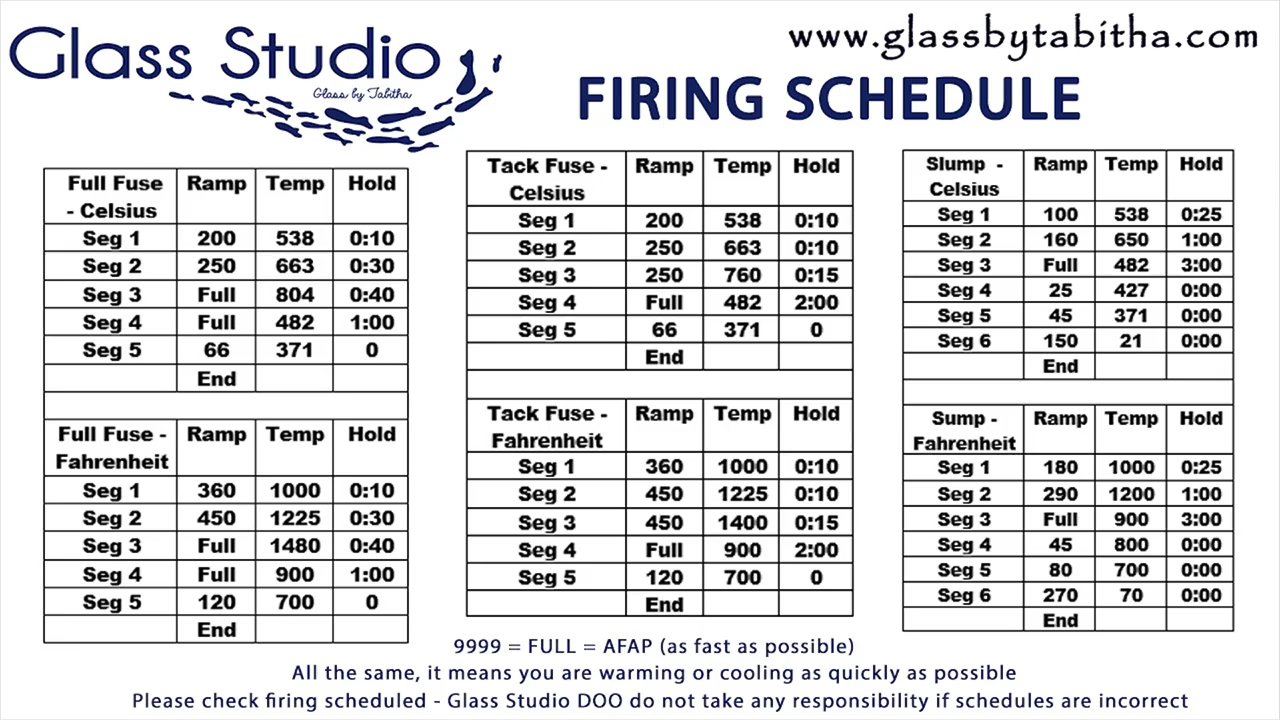 Glass Studio
Glass by Tabitha
www.glassbytabitha.com
FIRING SCHEDULE
Full Fuse - Celsius Ramp Temp Hold
Seg 1 200 538 0:10
Seg 2 250 663 0:30
Seg 3 Full 804 0:40
Seg 4 Full 482 1:00
Seg 5 66 371 0
End
Full Fuse - Fahrenheit Ramp Temp Hold
Seg 1 360 1000 0:10
Seg 2 450 1225 0:30
Seg 3 Full 1480 0:40
Seg 4 Full 900 1:00
Seg 5 120 700 0
End
Tack Fuse - Celsius Ramp Temp Hold
Seg 1 200 538 0:10
Seg 2 250 663 0:10
Seg 3 250 760 0:15
Seg 4 Full 482 2:00
Seg 5 66 371 0
End
Tack Fuse - Fahrenheit Ramp Temp Hold
Seg 1 360 1000 0:10
Seg 2 450 1225 0:10
Seg 3 450 1400 0:15
Seg 4 Full 900 2:00
Seg 5 120 700 0
End
Slump - Celsius Ramp Temp Hold
Seg 1 100 538 0:25
Seg 2 160 650 1:00
Seg 3 Full 482 3:00
Seg 4 25 427 0:00
Seg 5 45 371 0:00
Seg 6 150 21 0:00
End
Sump - Fahrenheit Ramp Temp Hold
Seg 1 180 1000 0:25
Seg 2 290 1200 1:00
Seg 3 Full 900 3:00
Seg 4 45 800 0:00
Seg 5 80 700 0:00
Seg 6 270 70 0:00
End
9999 = FULL = AFAP (as fast as possible)
All the same, it means you are warming or cooling as quickly as possible
Please check firing scheduled - Glass Studio DOO do not take any responsibility if schedules are incorrect